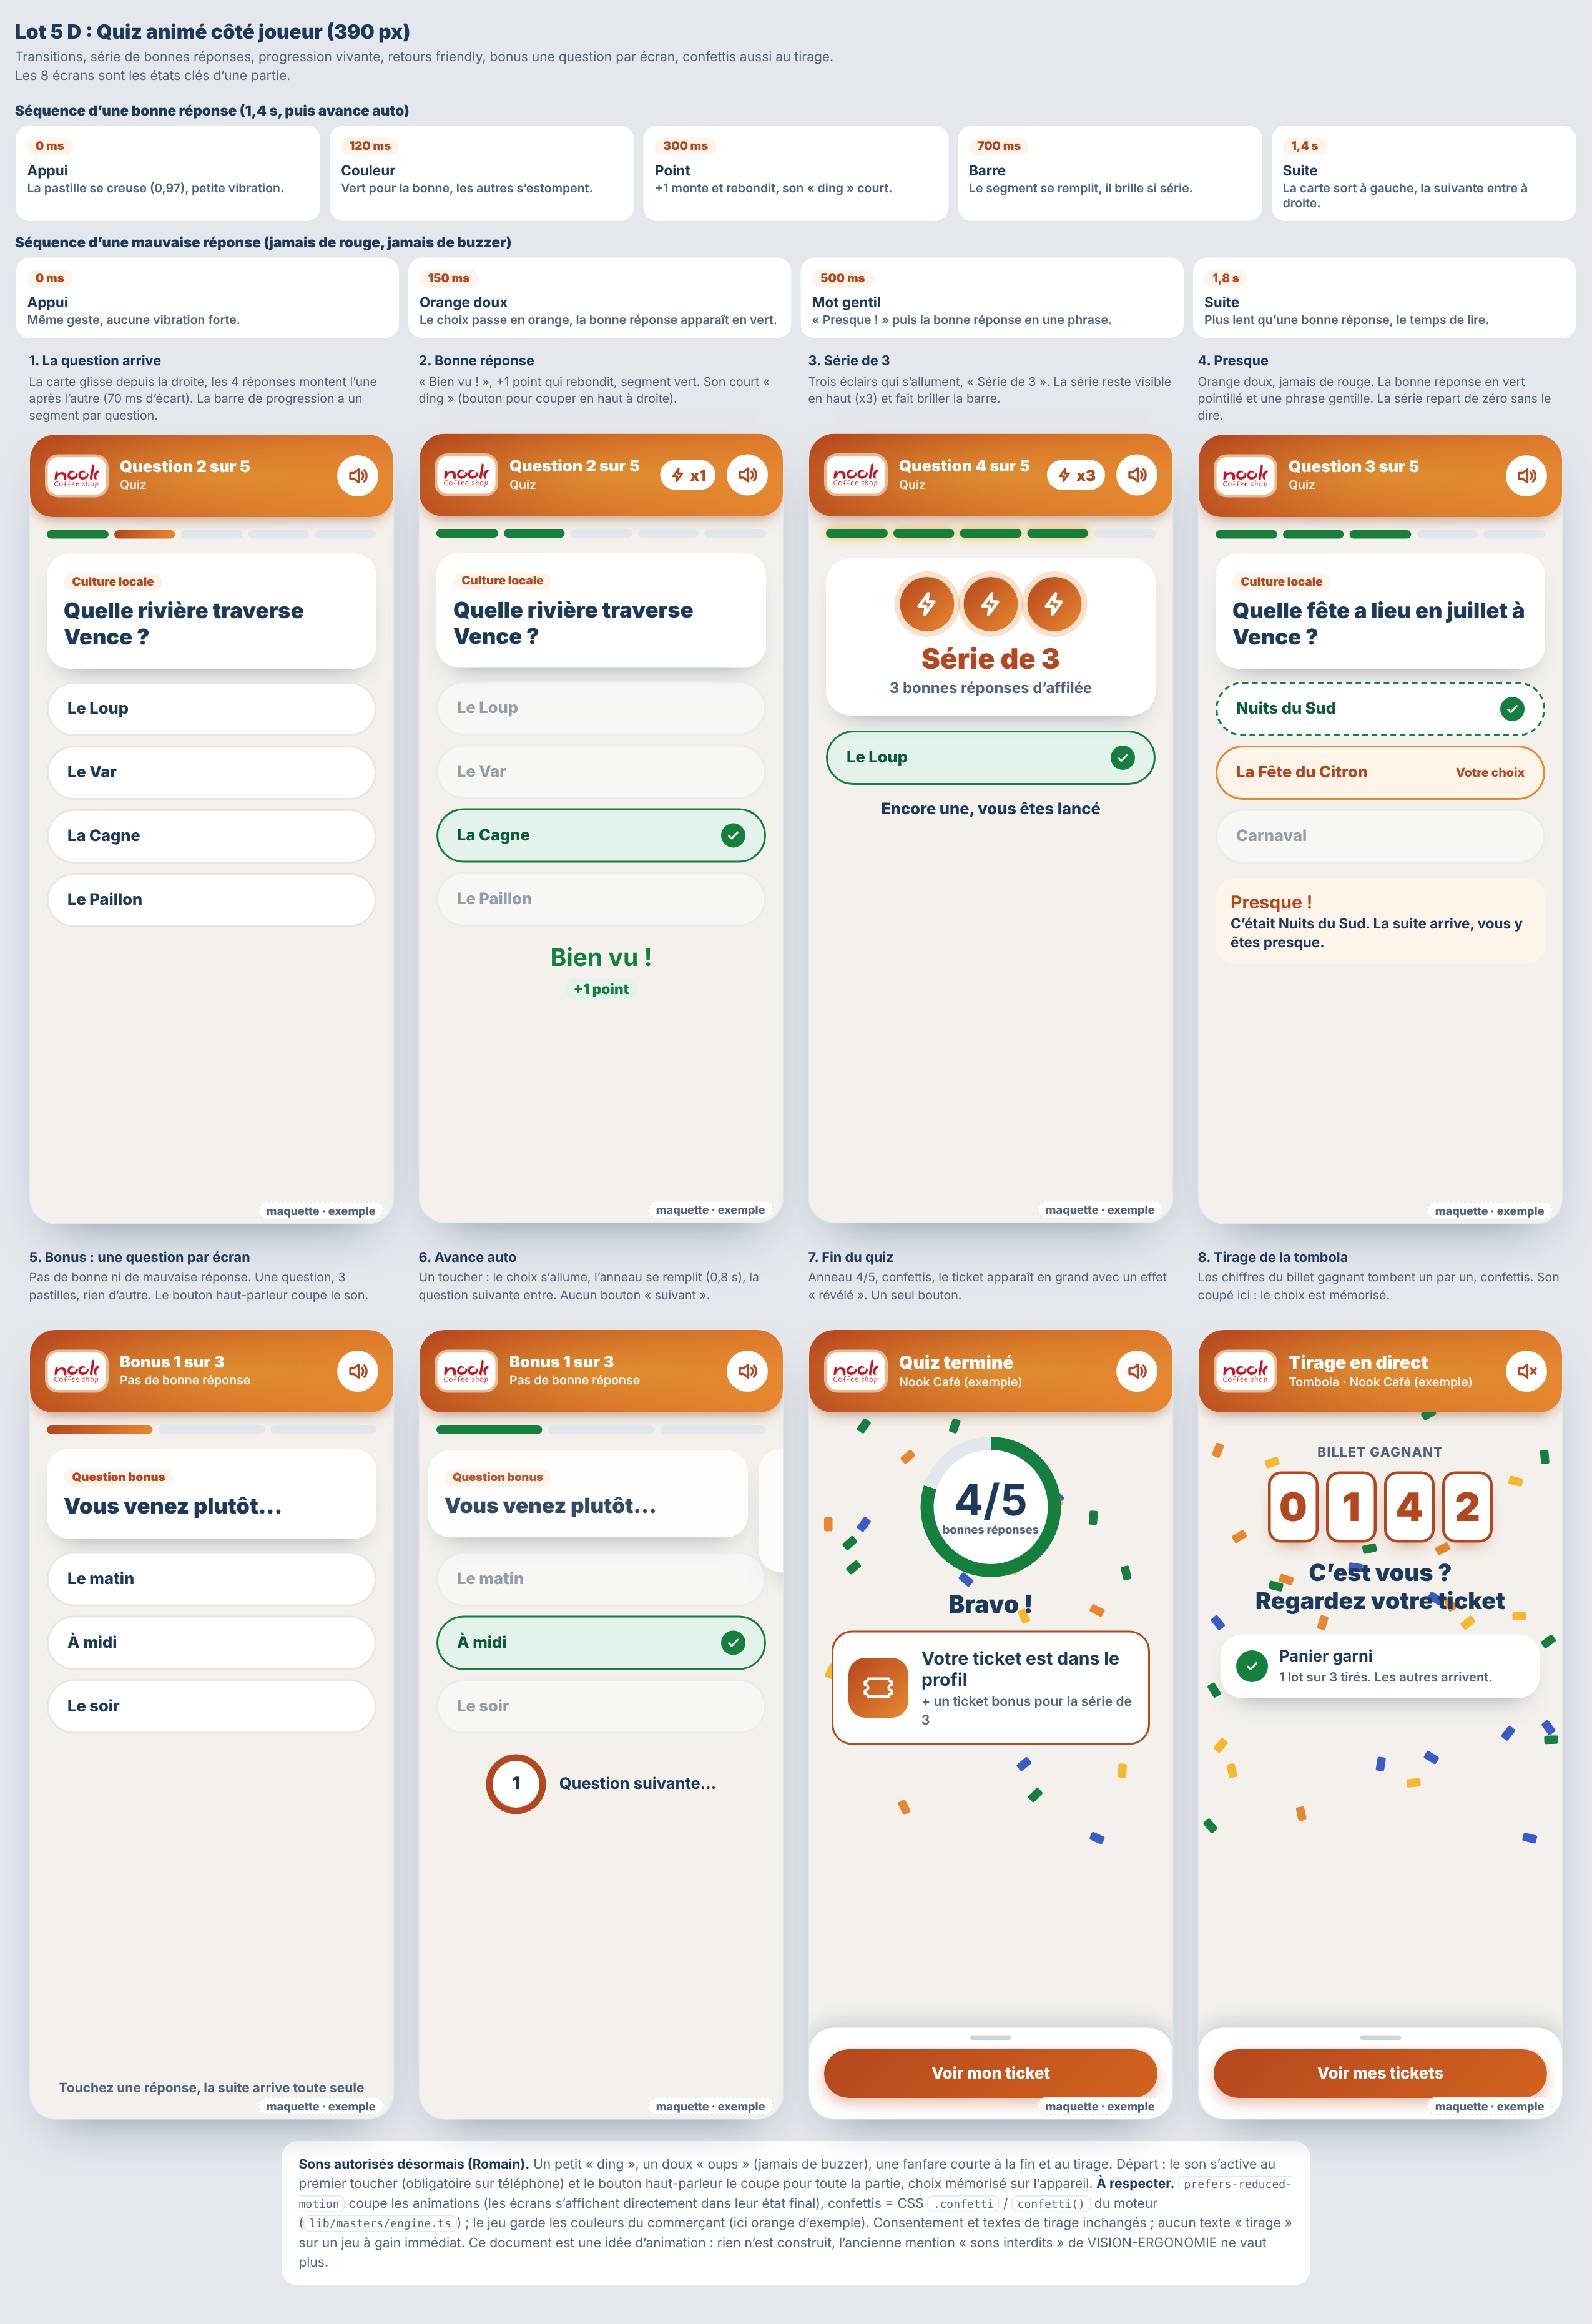 Lot 5 D : Quiz animé côté joueur (390 px)
Transitions, série de bonnes réponses, progression vivante, retours friendly, bonus une question par écran, confettis aussi au tirage.
Les 8 écrans sont les états clés d’une partie.
Séquence d’une bonne réponse (1,4 s, puis avance auto)
0 ms
Appui
La pastille se creuse (0,97), petite vibration.
120 ms
Couleur
Vert pour la bonne, les autres s’estompent.
300 ms
Point
+1 monte et rebondit, son « ding » court.
700 ms
Barre
Le segment se remplit, il brille si série.
1,4 s
Suite
La carte sort à gauche, la suivante entre à
droite.
Séquence d’une mauvaise réponse (jamais de rouge, jamais de buzzer)
0 ms
Appui
Même geste, aucune vibration forte.
150 ms
Orange doux
Le choix passe en orange, la bonne réponse apparaît en vert.
500 ms
Mot gentil
« Presque ! » puis la bonne réponse en une phrase.
1,8 s
Suite
Plus lent qu’une bonne réponse, le temps de lire.
1. La question arrive
La carte glisse depuis la droite, les 4 réponses montent l’une
après l’autre (70 ms d’écart). La barre de progression a un
segment par question.
nook
Coffee shop
Question 2 sur 5
Quiz
Culture locale
Quelle rivière traverse
Vence ?
Le Loup
Le Var
La Cagne
Le Paillon
maquette · exemple
2. Bonne réponse
« Bien vu ! », +1 point qui rebondit, segment vert. Son court «
ding » (bouton pour couper en haut à droite).
nook
Coffee shop
Question 2 sur 5
Quiz
x1
Culture locale
Quelle rivière traverse
Vence ?
Le Loup
Le Var
La Cagne
Le Paillon
Bien vu !
+1 point
maquette · exemple
3. Série de 3
Trois éclairs qui s’allument, « Série de 3 ». La série reste visible
en haut (x3) et fait briller la barre.
nook
Coffee shop
Question 4 sur 5
Quiz
x3
Série de 3
3 bonnes réponses d’affilée
Le Loup
Encore une, vous êtes lancé
maquette · exemple
4. Presque
Orange doux, jamais de rouge. La bonne réponse en vert
pointillé et une phrase gentille. La série repart de zéro sans le
dire.
nook
Coffee shop
Question 3 sur 5
Quiz
Culture locale
Quelle fête a lieu en juillet à
Vence ?
Nuits du Sud
La Fête du Citron
Votre choix
Carnaval
Presque !
C’était Nuits du Sud. La suite arrive, vous y
êtes presque.
maquette · exemple
5. Bonus : une question par écran
Pas de bonne ni de mauvaise réponse. Une question, 3
pastilles, rien d’autre. Le bouton haut-parleur coupe le son.
nook
Coffee shop
Bonus 1 sur 3
Pas de bonne réponse
Question bonus
Vous venez plutôt…
Le matin
À midi
Le soir
Touchez une réponse, la suite arrive toute seule
maquette · exemple
6. Avance auto
Un toucher : le choix s’allume, l’anneau se remplit (0,8 s), la
question suivante entre. Aucun bouton « suivant ».
nook
Coffee shop
Bonus 1 sur 3
Pas de bonne réponse
Question bonus
Vous venez plutôt…
Le matin
À midi
Le soir
1
Question suivante…
maquette · exemple
7. Fin du quiz
Anneau 4/5, confettis, le ticket apparaît en grand avec un effet
« révélé ». Un seul bouton.
nook
Coffee shop
Quiz terminé
Nook Café (exemple)
4/5
bonnes réponses
Bravo !
Votre ticket est dans le
profil
+ un ticket bonus pour la série de
3
Voir mon ticket
maquette · exemple
8. Tirage de la tombola
Les chiffres du billet gagnant tombent un par un, confettis. Son
coupé ici : le choix est mémorisé.
nook
Coffee shop
Tirage en direct
Tombola · Nook Café (exemple)
BILLET GAGNANT
0 1 4 2
C’est vous ?
Regardez votre ticket
Panier garni
1 lot sur 3 tirés. Les autres arrivent.
Voir mes tickets
maquette · exemple
Sons autorisés désormais (Romain). Un petit « ding », un doux « oups » (jamais de buzzer), une fanfare courte à la fin et au tirage. Départ : le son s’active au
premier toucher (obligatoire sur téléphone) et le bouton haut-parleur le coupe pour toute la partie, choix mémorisé sur l’appareil. À respecter. prefers-reduced-
motion coupe les animations (les écrans s’affichent directement dans leur état final), confettis = CSS .confetti / confetti() du moteur
( lib/masters/engine.ts ) ; le jeu garde les couleurs du commerçant (ici orange d’exemple). Consentement et textes de tirage inchangés ; aucun texte « tirage »
sur un jeu à gain immédiat. Ce document est une idée d’animation : rien n’est construit, l’ancienne mention « sons interdits » de VISION-ERGONOMIE ne vaut
plus.